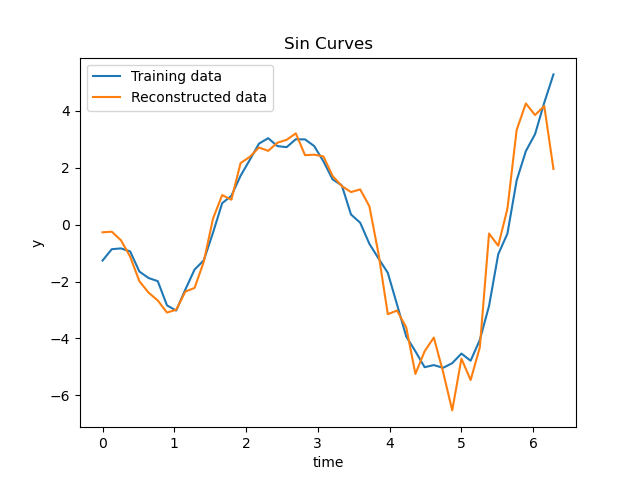 Sin Curves
Training data
Reconstructed data
4
2
0
−2
−4
−6
y
0 1 2 3 4 5 6
time